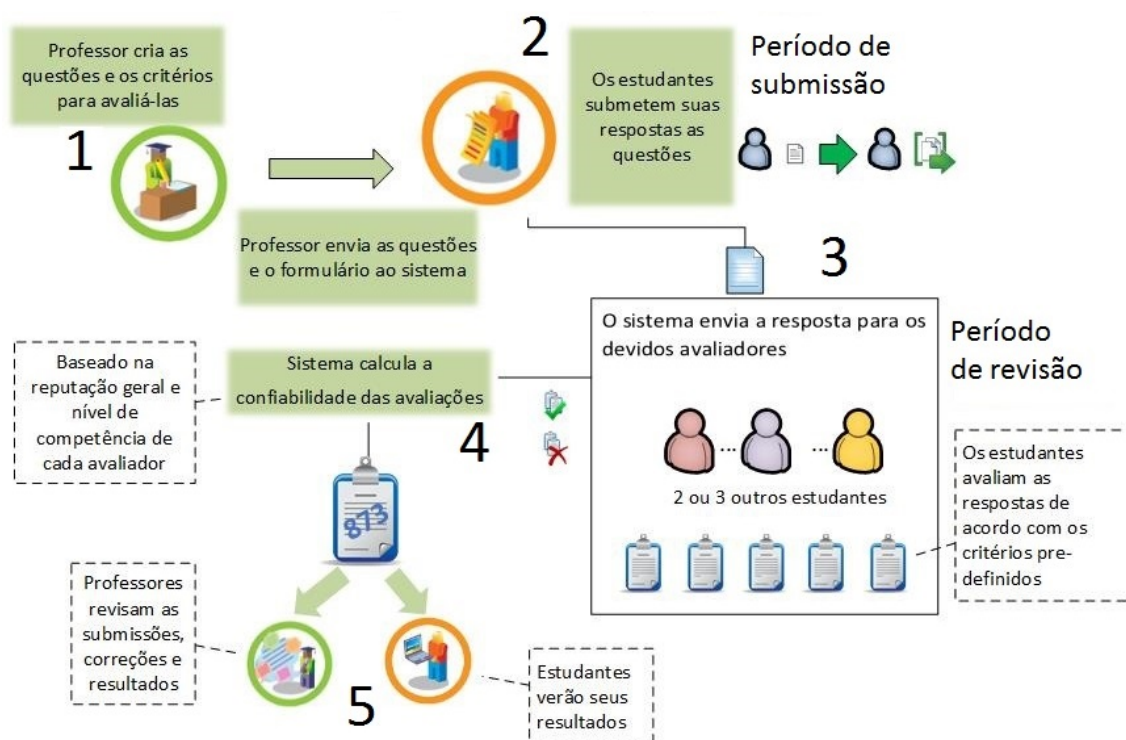 Professor cria as
questões e os critérios
para avaliá-las
1
2
Os estudantes
submetem suas
respostas as
questões
Período de
submissão
Professor envia as questões
e o formulário ao sistema
3
O sistema envia a resposta para os
devidos avaliadores
Período
de revisão
... ...
2 ou 3 outros estudantes
Os estudantes
avaliam as
respostas de
acordo com os
critérios pre-
definidos
Sistema calcula a
confiabilidade das avaliações
4
Baseado na
reputação geral e
nível de
competência de
cada avaliador
873
Professores
revisam as
submissões,
correções e
resultados
5
Estudantes
verão seus
resultados